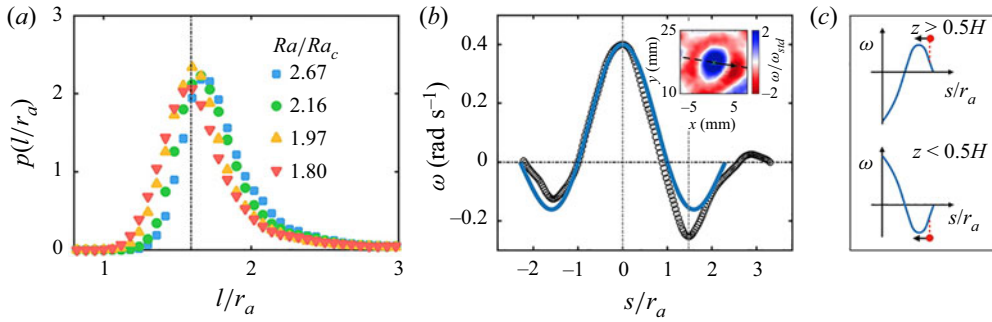 (a)
3
2
1
0
p(l/r_a)
Ra/Ra_c
2.67
2.16
1.97
1.80
1
2
3
l/r_a
(b)
0.4
0.2
0
−0.2
ω (rad s⁻¹)
25
10
y (mm)
−5
5
x (mm)
2
−2
ω/ω_std
−2
−1
0
1
2
3
s/r_a
(c)
ω
z > 0.5H
s/r_a
ω
z < 0.5H
s/r_a